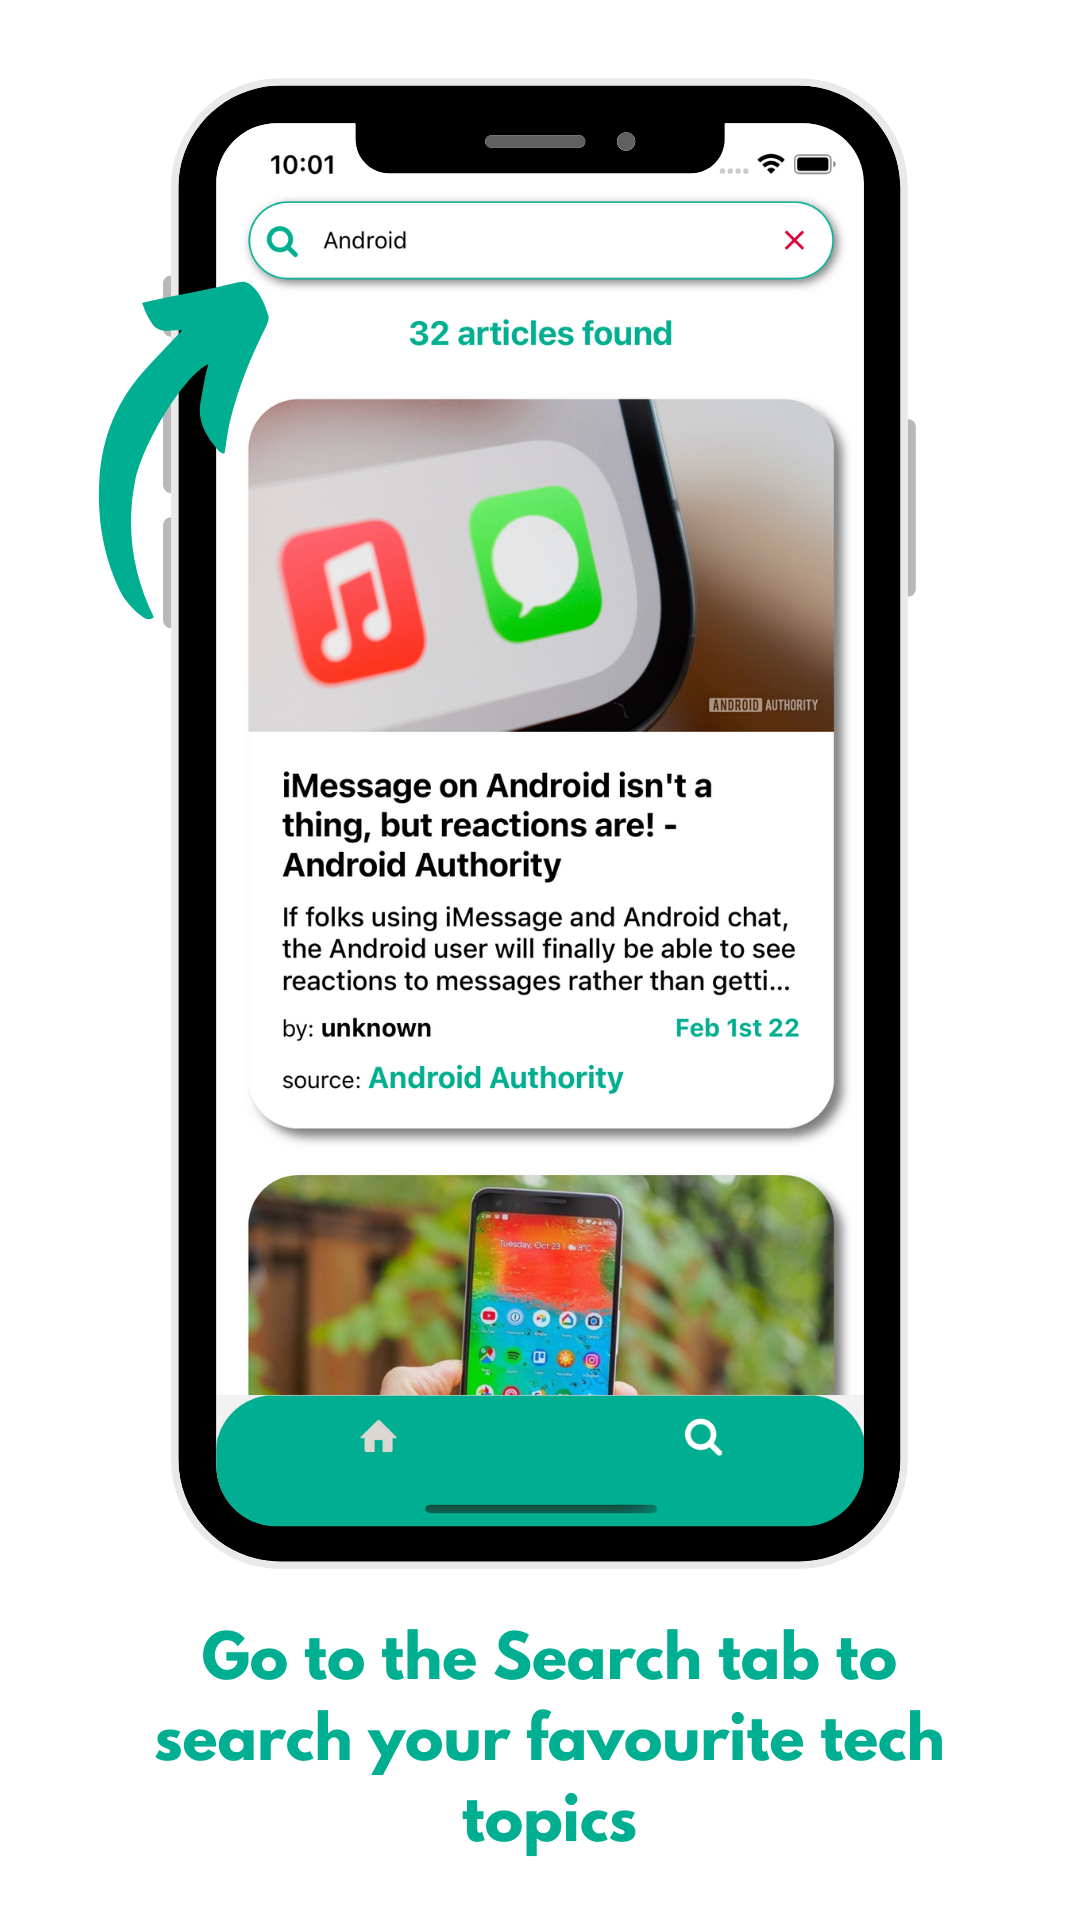 10:01
Android
32 articles found
ANDROID AUTHORITY
iMessage on Android isn't a
thing, but reactions are! -
Android Authority
If folks using iMessage and Android chat,
the Android user will finally be able to see
reactions to messages rather than getti...
by: unknown
Feb 1st 22
source: Android Authority
Tuesday, Oct 23 | 8°C
Go to the Search tab to
search your favourite tech
topics